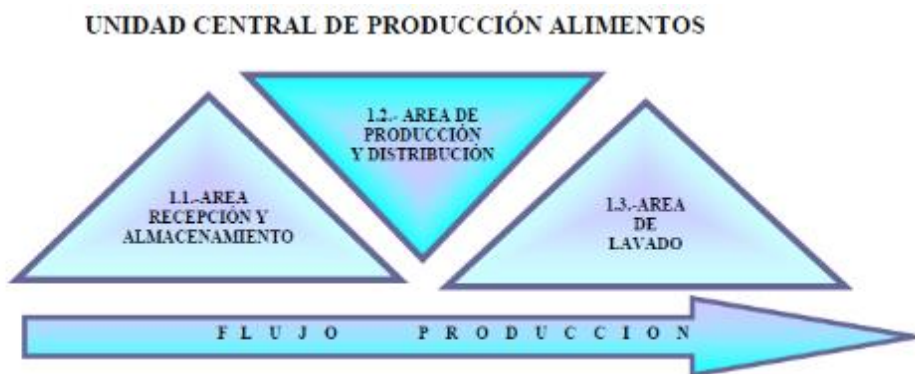 UNIDAD CENTRAL DE PRODUCCIÓN ALIMENTOS
1.1.-AREA
RECEPCIÓN Y
ALMACENAMIENTO
1.2.- AREA DE
PRODUCCIÓN
Y DISTRIBUCIÓN
1.3.-AREA
DE
LAVADO
F L U J O P R O D U C C I O N